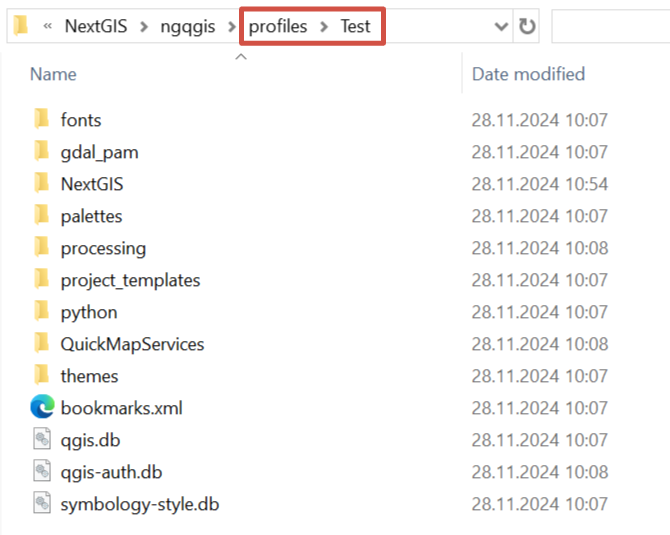 « NextGIS > ngqgis > profiles > Test
Name Date modified
fonts 28.11.2024 10:07
gdal_pam 28.11.2024 10:07
NextGIS 28.11.2024 10:54
palettes 28.11.2024 10:07
processing 28.11.2024 10:08
project_templates 28.11.2024 10:07
python 28.11.2024 10:07
QuickMapServices 28.11.2024 10:08
themes 28.11.2024 10:07
bookmarks.xml 28.11.2024 10:07
qgis.db 28.11.2024 10:07
qgis-auth.db 28.11.2024 10:08
symbology-style.db 28.11.2024 10:07